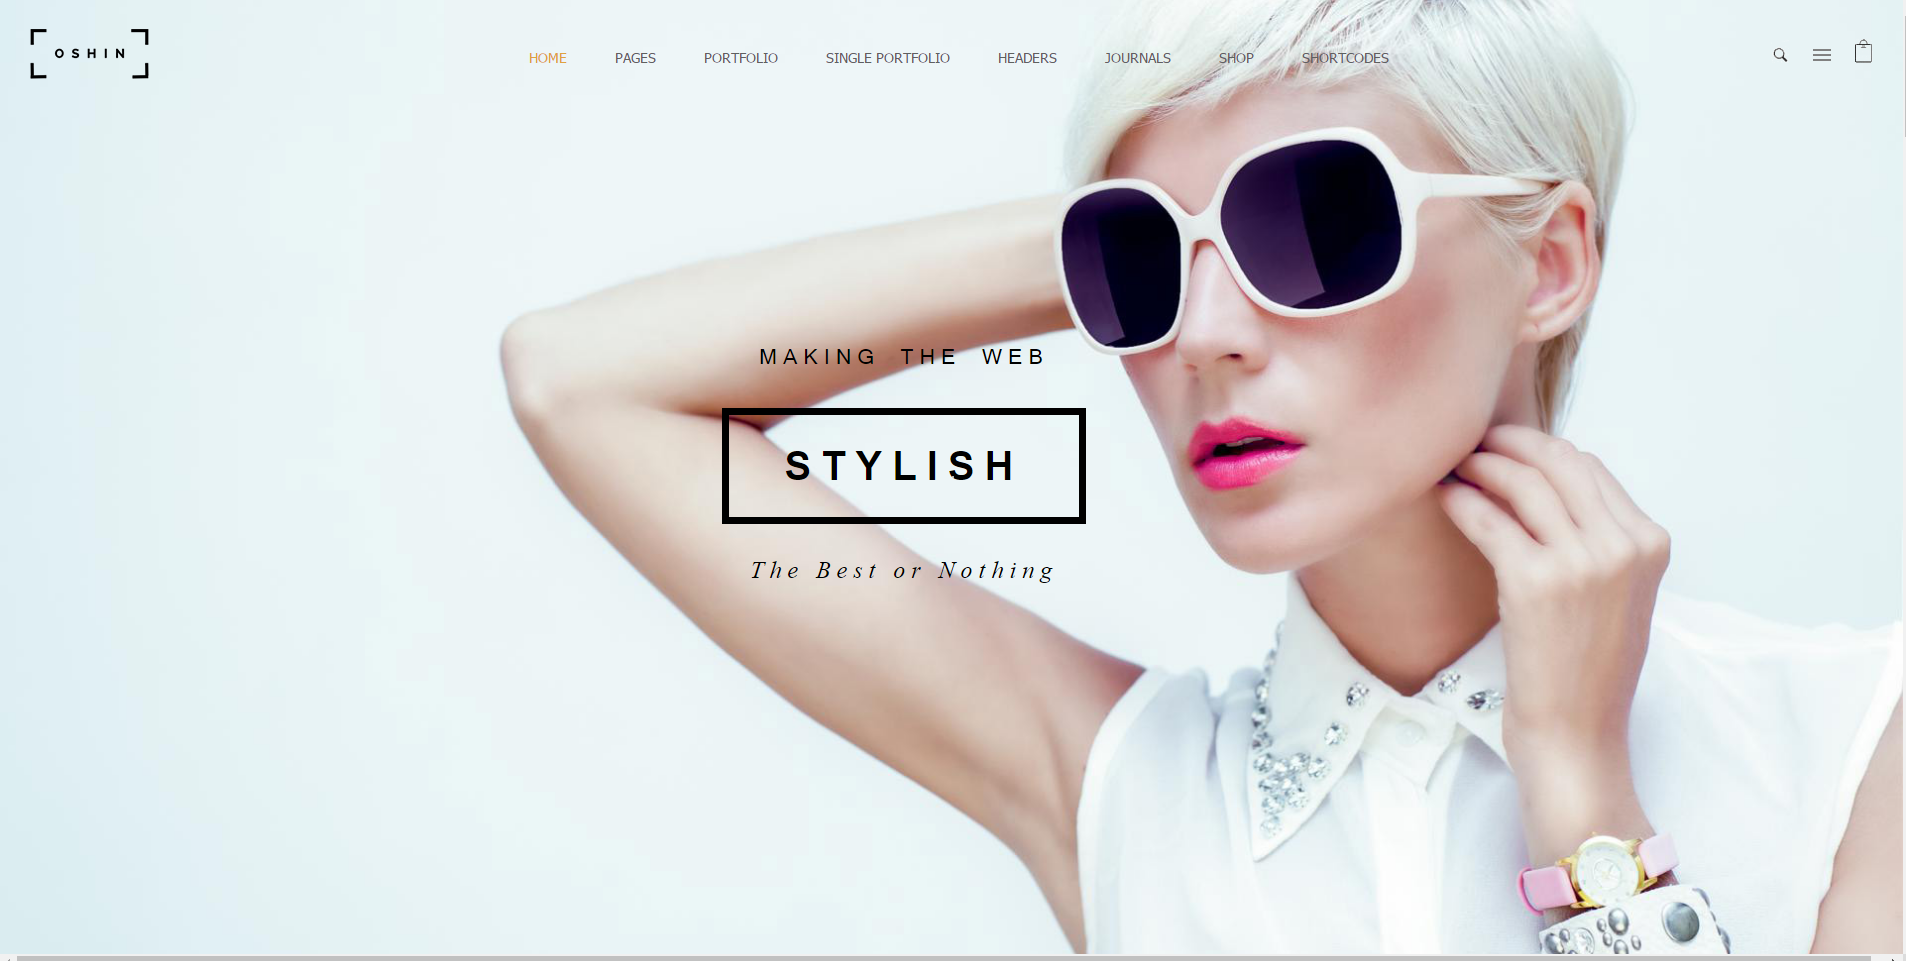 OSHIN
HOME PAGES PORTFOLIO SINGLE PORTFOLIO HEADERS JOURNALS SHOP SHORTCODES
MAKING THE WEB
STYLISH
The Best or Nothing